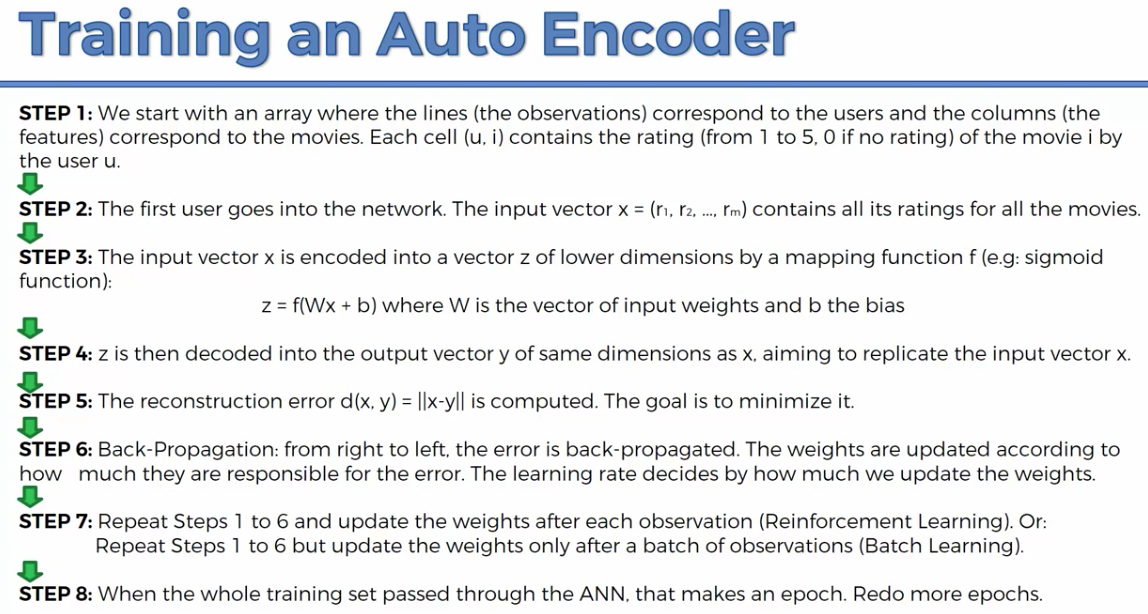 Training an Auto Encoder
STEP 1: We start with an array where the lines (the observations) correspond to the users and the columns (the
features) correspond to the movies. Each cell (u, i) contains the rating (from 1 to 5, 0 if no rating) of the movie i by
the user u.
STEP 2: The first user goes into the network. The input vector x = (r₁, r₂, ..., rₘ) contains all its ratings for all the movies.
STEP 3: The input vector x is encoded into a vector z of lower dimensions by a mapping function f (e.g: sigmoid
function):
z = f(Wx + b) where W is the vector of input weights and b the bias
STEP 4: z is then decoded into the output vector y of same dimensions as x, aiming to replicate the input vector x.
STEP 5: The reconstruction error d(x, y) = ||x-y|| is computed. The goal is to minimize it.
STEP 6: Back-Propagation: from right to left, the error is back-propagated. The weights are updated according to
how much they are responsible for the error. The learning rate decides by how much we update the weights.
STEP 7: Repeat Steps 1 to 6 and update the weights after each observation (Reinforcement Learning). Or:
Repeat Steps 1 to 6 but update the weights only after a batch of observations (Batch Learning).
STEP 8: When the whole training set passed through the ANN, that makes an epoch. Redo more epochs.